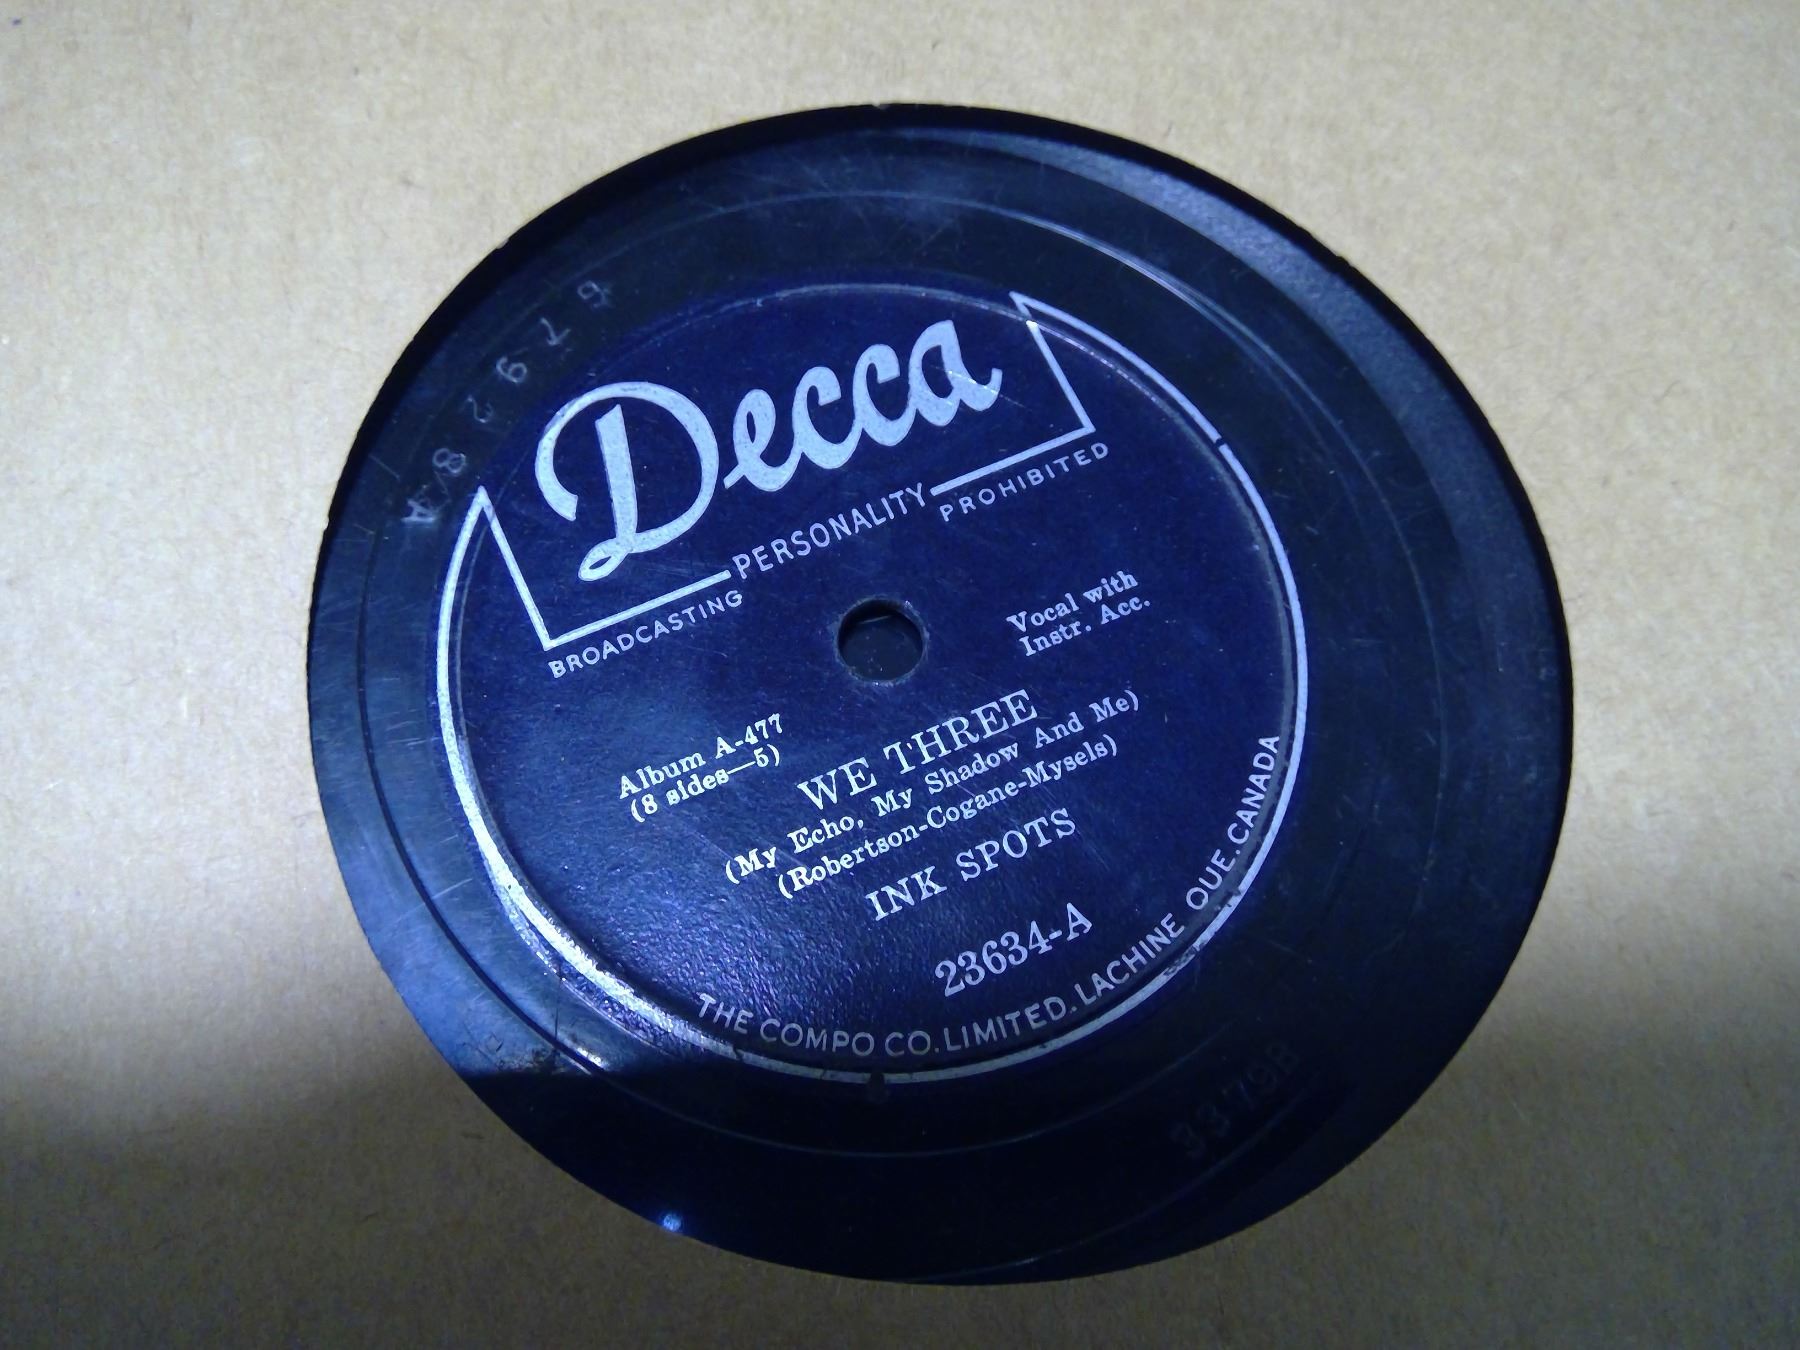 Decca
PERSONALITY
BROADCASTING PROHIBITED
Vocal with
Instr. Acc.
Album A-477
(8 sides—5)
WE THREE
(My Echo, My Shadow And Me)
(Robertson-Cogane-Mysels)
INK SPOTS
23634-A
THE COMPO CO. LIMITED. LACHINE QUE. CANADA
67928A